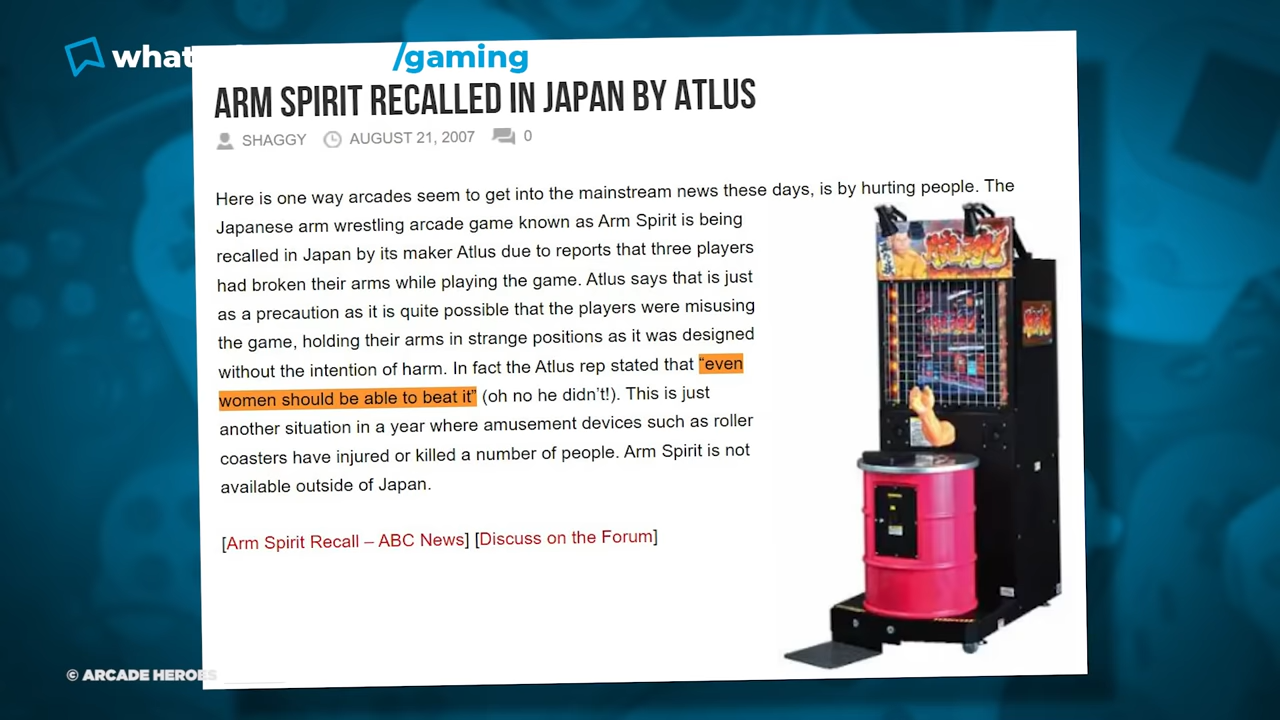 what
/gaming
ARM SPIRIT RECALLED IN JAPAN BY ATLUS
SHAGGY AUGUST 21, 2007 0
Here is one way arcades seem to get into the mainstream news these days, is by hurting people. The
Japanese arm wrestling arcade game known as Arm Spirit is being
recalled in Japan by its maker Atlus due to reports that three players
had broken their arms while playing the game. Atlus says that is just
as a precaution as it is quite possible that the players were misusing
the game, holding their arms in strange positions as it was designed
without the intention of harm. In fact the Atlus rep stated that “even
women should be able to beat it” (oh no he didn’t!). This is just
another situation in a year where amusement devices such as roller
coasters have injured or killed a number of people. Arm Spirit is not
available outside of Japan.
[Arm Spirit Recall – ABC News] [Discuss on the Forum]
© ARCADE HEROES